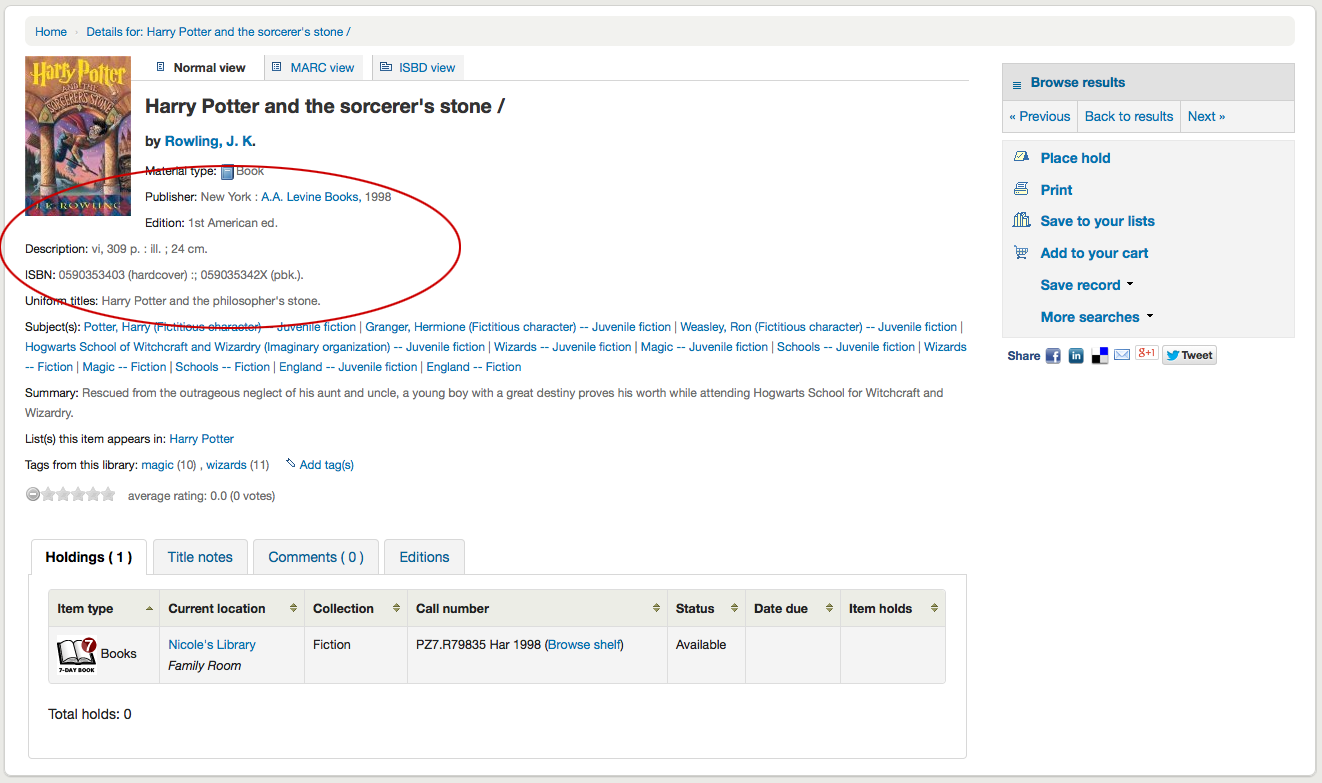 Home › Details for: Harry Potter and the sorcerer's stone /
Harry Potter
AND THE
SORCERER'S STONE
J.K. ROWLING
Normal view
MARC view
ISBD view
Harry Potter and the sorcerer's stone /
by Rowling, J. K.
Material type: Book
Publisher: New York : A.A. Levine Books, 1998
Edition: 1st American ed.
Description: vi, 309 p. : ill. ; 24 cm.
ISBN: 0590353403 (hardcover) :; 059035342X (pbk.).
Uniform titles: Harry Potter and the philosopher's stone.
Subject(s): Potter, Harry (Fictitious character) -- Juvenile fiction | Granger, Hermione (Fictitious character) -- Juvenile fiction | Weasley, Ron (Fictitious character) -- Juvenile fiction |
Hogwarts School of Witchcraft and Wizardry (Imaginary organization) -- Juvenile fiction | Wizards -- Juvenile fiction | Magic -- Juvenile fiction | Schools -- Juvenile fiction | Wizards
-- Fiction | Magic -- Fiction | Schools -- Fiction | England -- Juvenile fiction | England -- Fiction
Summary: Rescued from the outrageous neglect of his aunt and uncle, a young boy with a great destiny proves his worth while attending Hogwarts School for Witchcraft and
Wizardry.
List(s) this item appears in: Harry Potter
Tags from this library: magic (10) , wizards (11) Add tag(s)
average rating: 0.0 (0 votes)
Browse results
« Previous
Back to results
Next »
Place hold
Print
Save to your lists
Add to your cart
Save record
More searches
Share f in g+1 Tweet
Holdings ( 1 )
Title notes
Comments ( 0 )
Editions
Item type Current location Collection Call number Status Date due Item holds
7
7-DAY BOOK
Books Nicole's Library Fiction PZ7.R79835 Har 1998 (Browse shelf) Available
Family Room
Total holds: 0